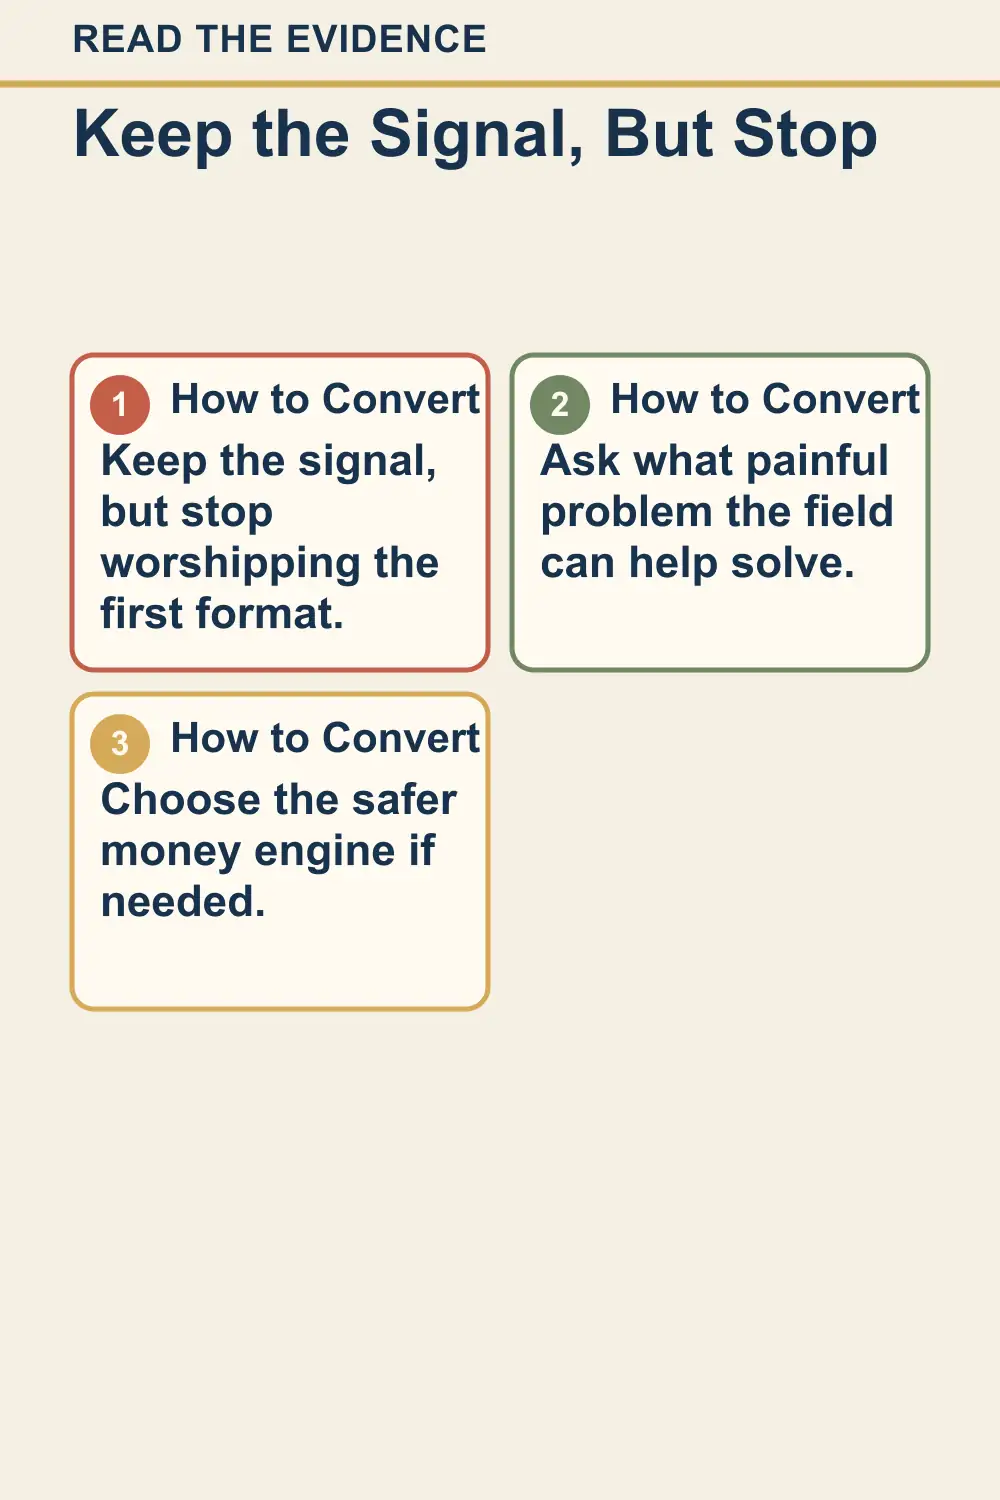 READ THE EVIDENCE
Keep the Signal, But Stop
1 How to Convert
Keep the signal,
but stop
worshipping the
first format.
2 How to Convert
Ask what painful
problem the field
can help solve.
3 How to Convert
Choose the safer
money engine if
needed.